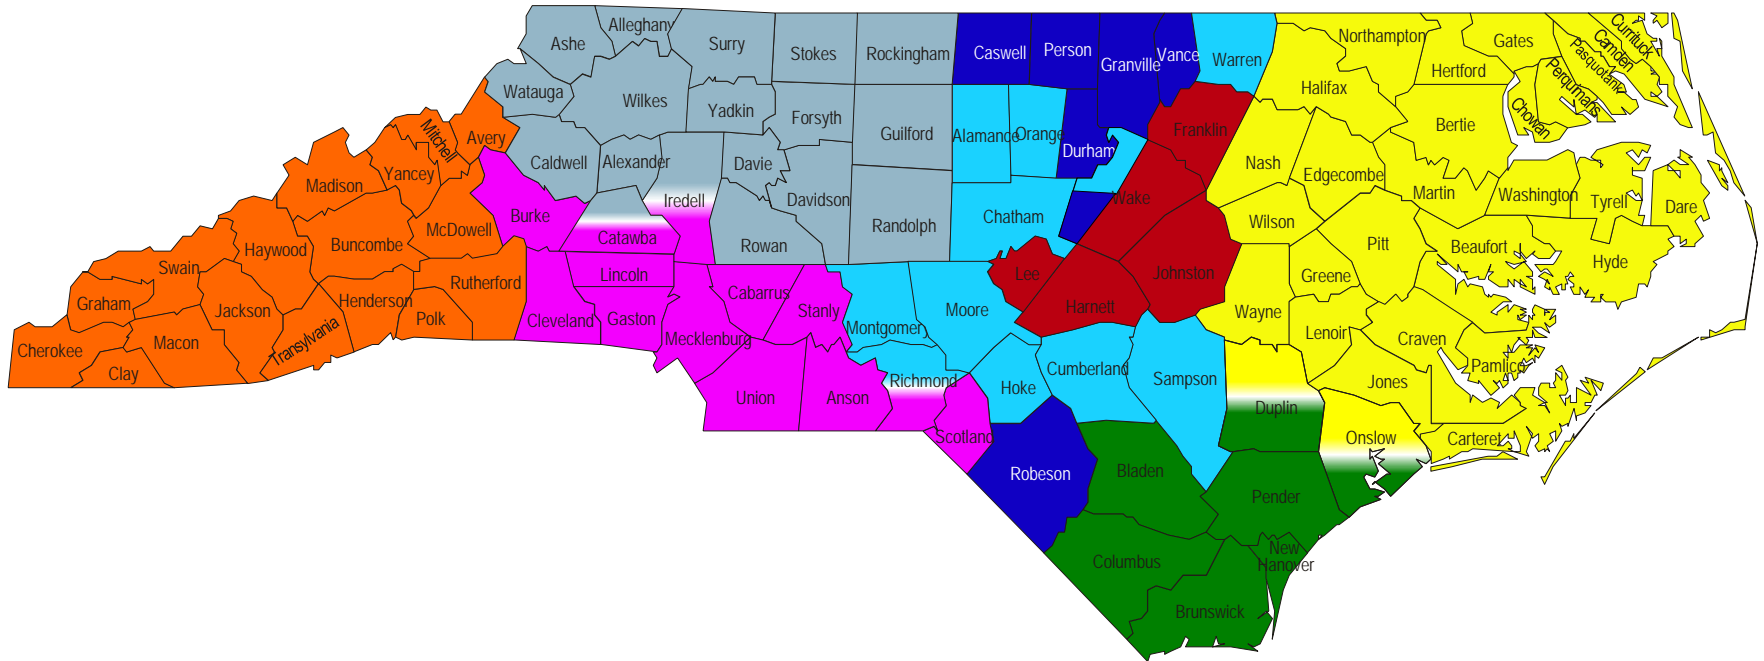 Alleghany
Ashe
Surry
Stokes
Rockingham
Caswell
Person
Granville
Vance
Warren
Northampton
Gates
Currituck
Camden
Pasquotank
Perquimans
Hertford
Chowan
Halifax
Bertie
Watauga
Wilkes
Yadkin
Forsyth
Guilford
Alamance
Orange
Durham
Franklin
Nash
Edgecombe
Martin
Washington
Tyrell
Dare
Mitchell
Avery
Yancey
Madison
Caldwell
Alexander
Davie
Iredell
Davidson
Randolph
Chatham
Wake
Wilson
Pitt
Beaufort
Hyde
Haywood
Buncombe
McDowell
Burke
Catawba
Rowan
Swain
Graham
Jackson
Henderson
Rutherford
Polk
Transylvania
Cherokee
Macon
Clay
Lincoln
Cleveland
Gaston
Mecklenburg
Cabarrus
Stanly
Montgomer
Moore
Lee
Harnett
Johnston
Wayne
Greene
Lenoir
Craven
Pamlico
Jones
Union
Anson
Richmond
Scotland
Hoke
Cumberland
Sampson
Duplin
Onslow
Carteret
Robeson
Bladen
Pender
Columbus
New
Hanover
Brunswick